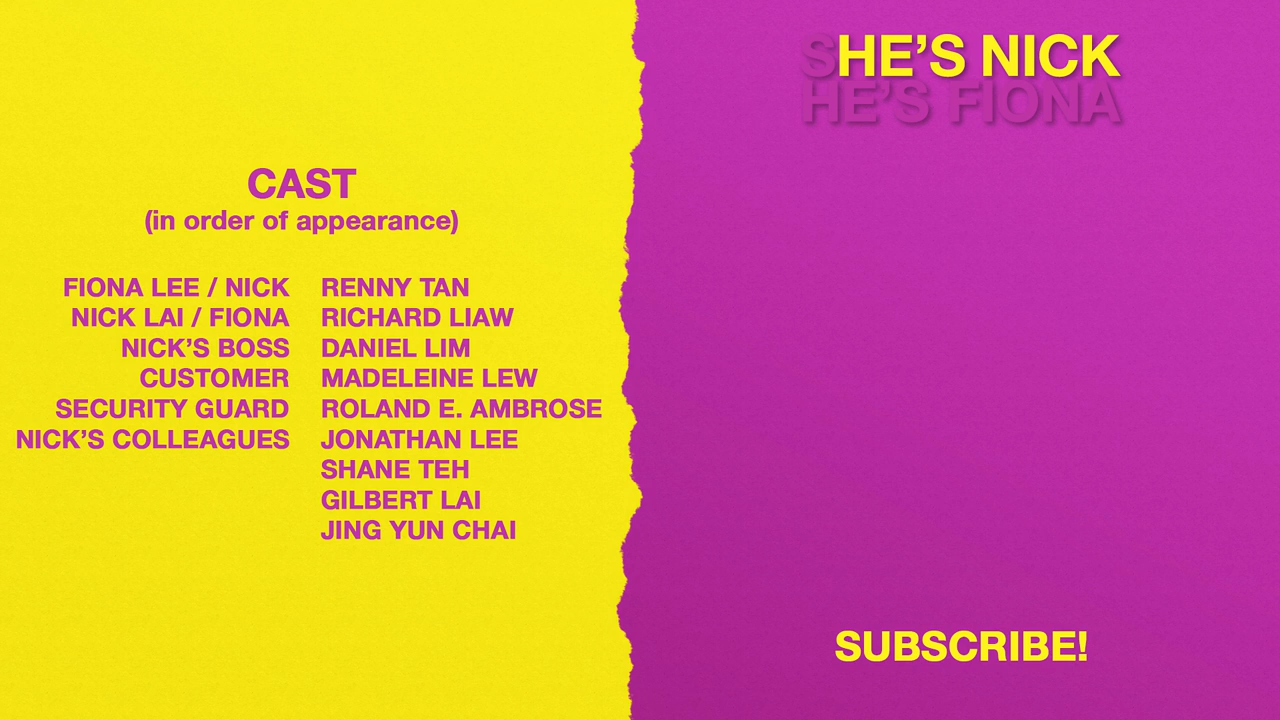 SHE’S NICK
HE’S FIONA
CAST
(in order of appearance)
FIONA LEE / NICK RENNY TAN
NICK LAI / FIONA RICHARD LIAW
NICK’S BOSS DANIEL LIM
CUSTOMER MADELEINE LEW
SECURITY GUARD ROLAND E. AMBROSE
NICK’S COLLEAGUES JONATHAN LEE
SHANE TEH
GILBERT LAI
JING YUN CHAI
SUBSCRIBE!